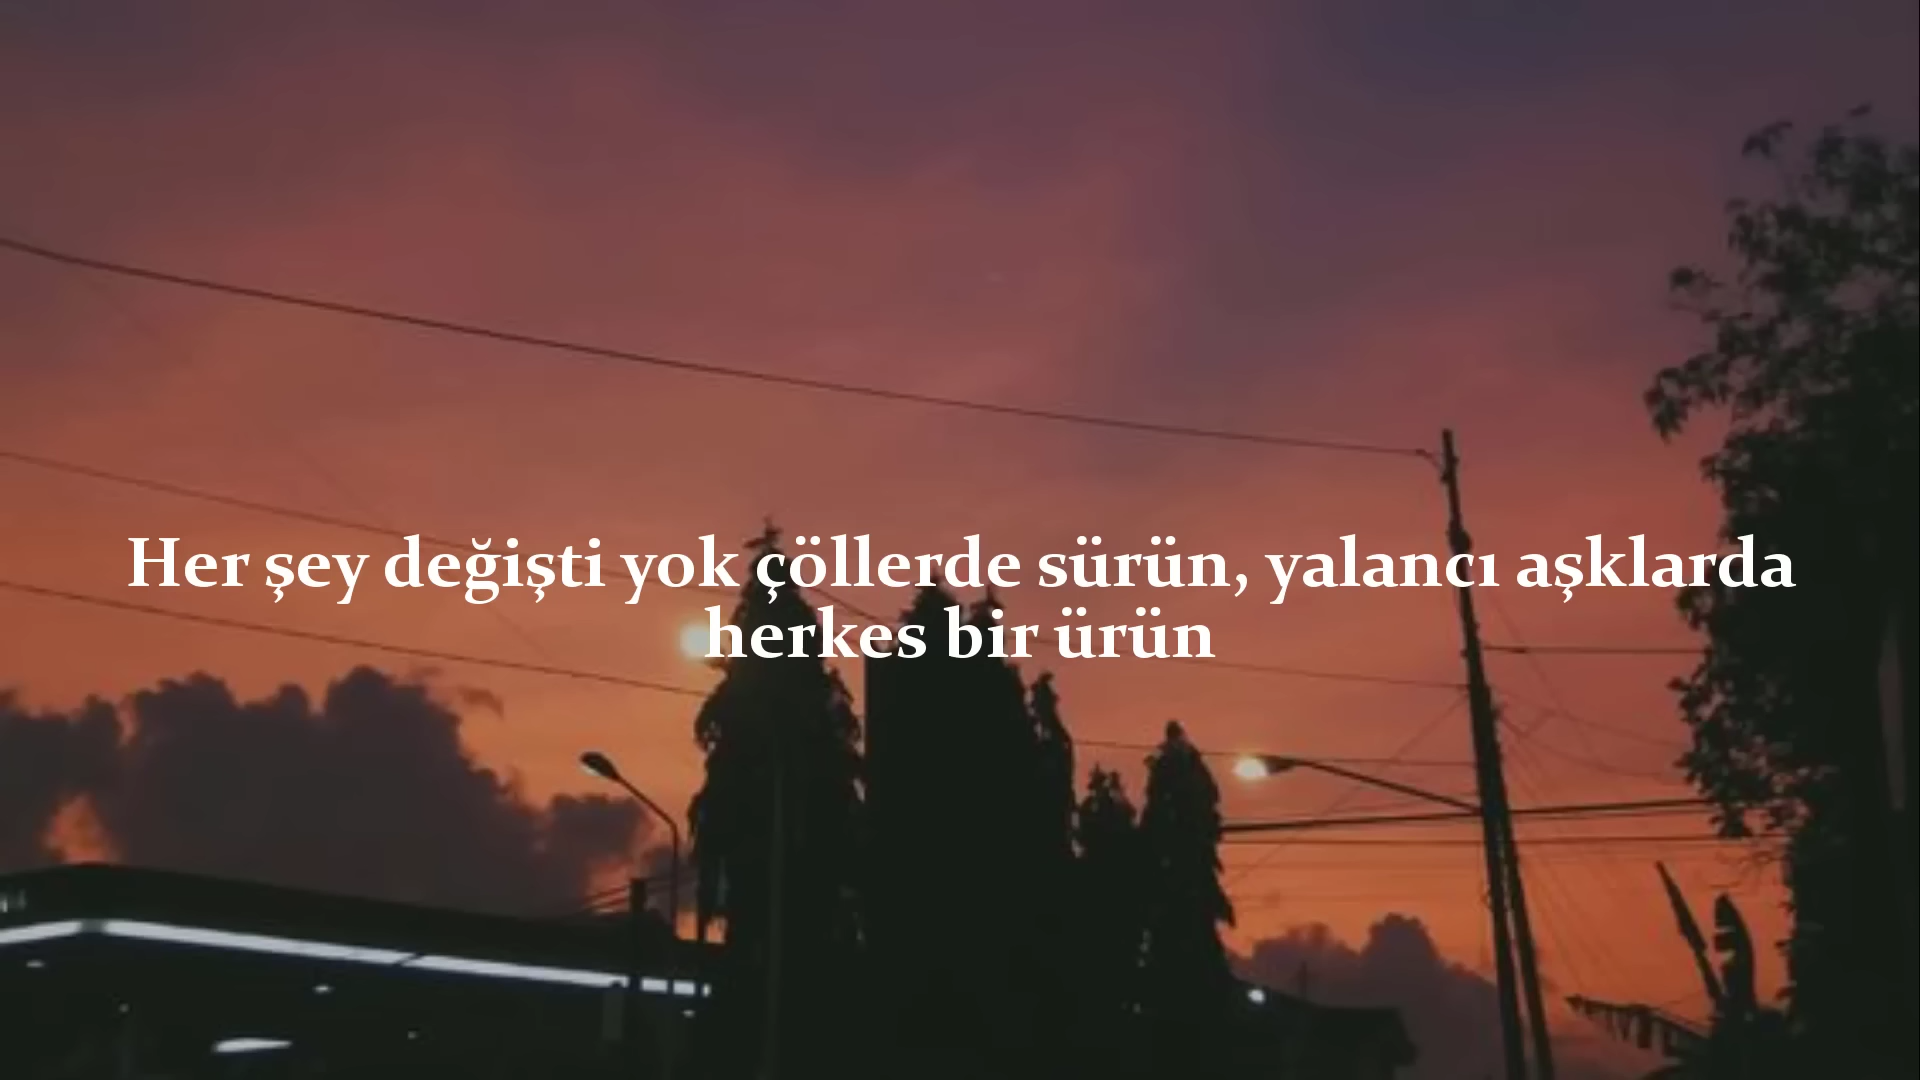 Her şey değişti yok çöllerde sürün, yalancı aşklarda
herkes bir ürün